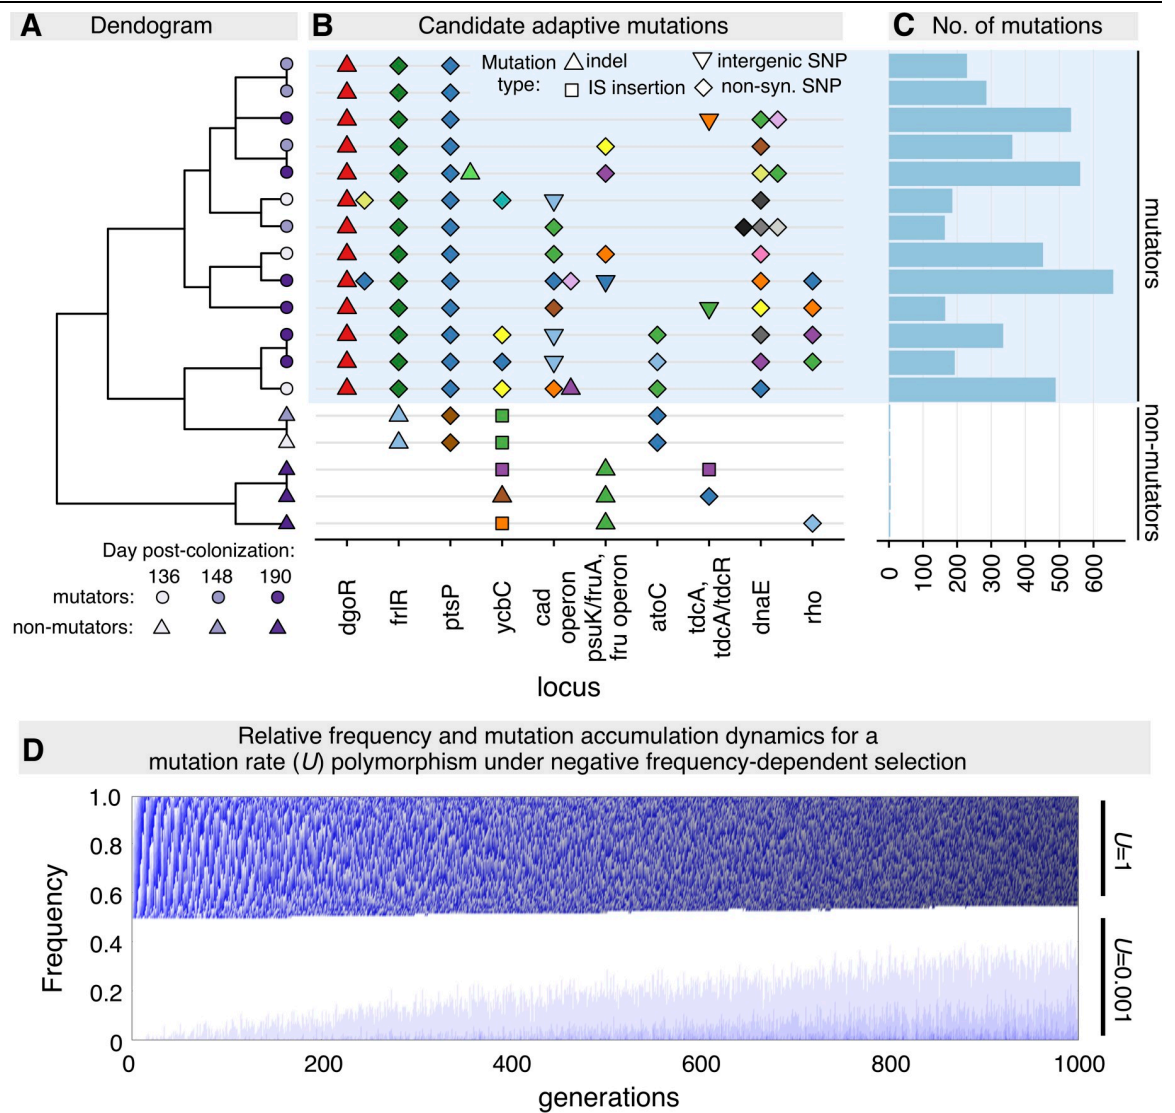 A Dendogram
B Candidate adaptive mutations
C No. of mutations
Mutation type:
indel
intergenic SNP
IS insertion
non-syn. SNP
mutators
non-mutators
Day post-colonization:
136 148 190
mutators:
non-mutators:
dgoR
frlR
ptsP
ycbC
cad
operon
psuK/fruA,
fru operon
atoC
tdcA,
tdcA/tdcR
dnaE
rho
locus
0 100 200 300 400 500 600
D
Relative frequency and mutation accumulation dynamics for a
mutation rate (U) polymorphism under negative frequency-dependent selection
Frequency
1.0
0.8
0.6
0.4
0.2
0
U=1
U=0.001
0 200 400 600 800 1000
generations